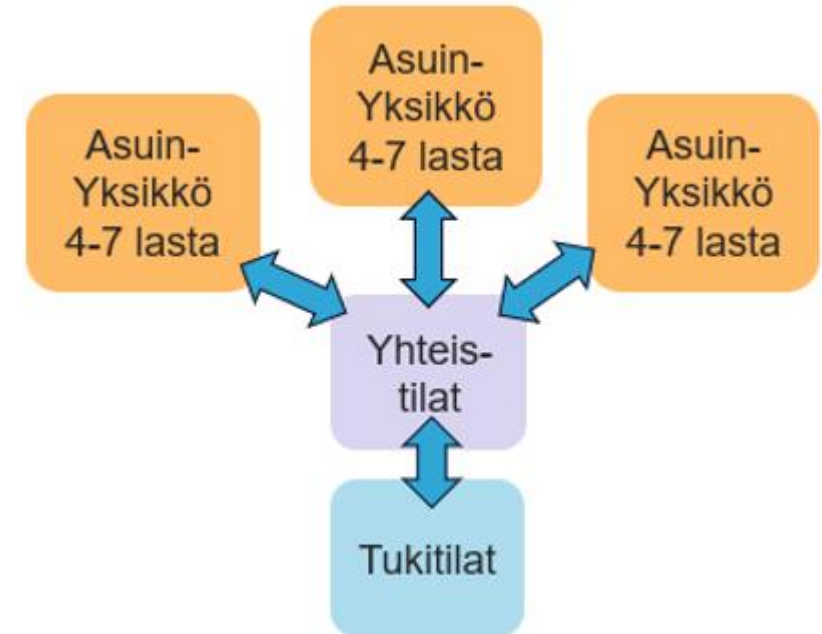 Asuin-
Yksikkö
4-7 lasta
Asuin-
Yksikkö
4-7 lasta
Asuin-
Yksikkö
4-7 lasta
Yhteis-
tilat
Tukitilat